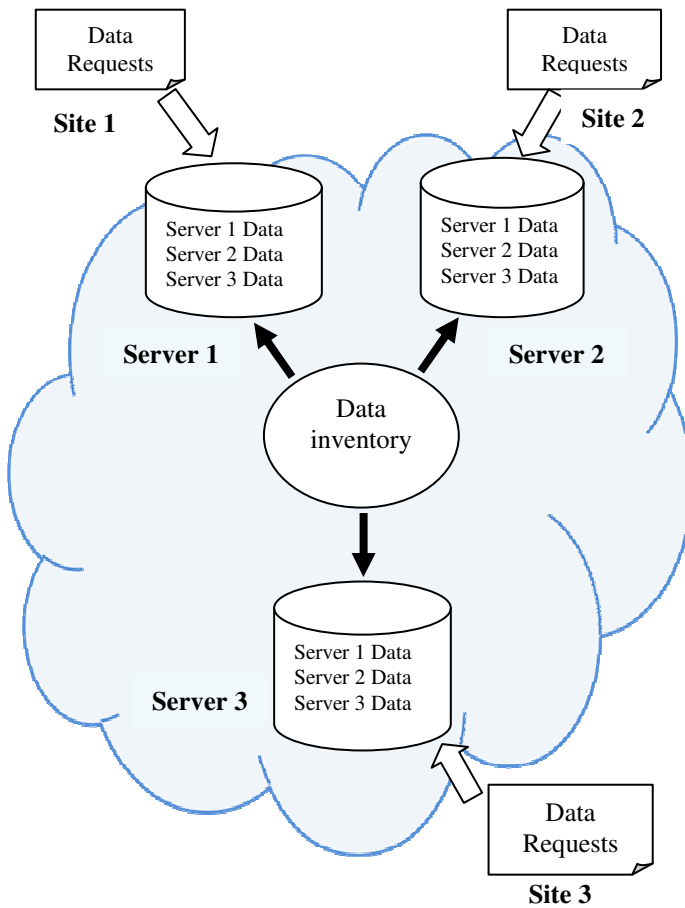 Data
Requests
Site 1
Data
Requests
Site 2
Server 1 Data
Server 2 Data
Server 3 Data
Server 1
Server 1 Data
Server 2 Data
Server 3 Data
Server 2
Data
inventory
Server 1 Data
Server 2 Data
Server 3 Data
Server 3
Data
Requests
Site 3